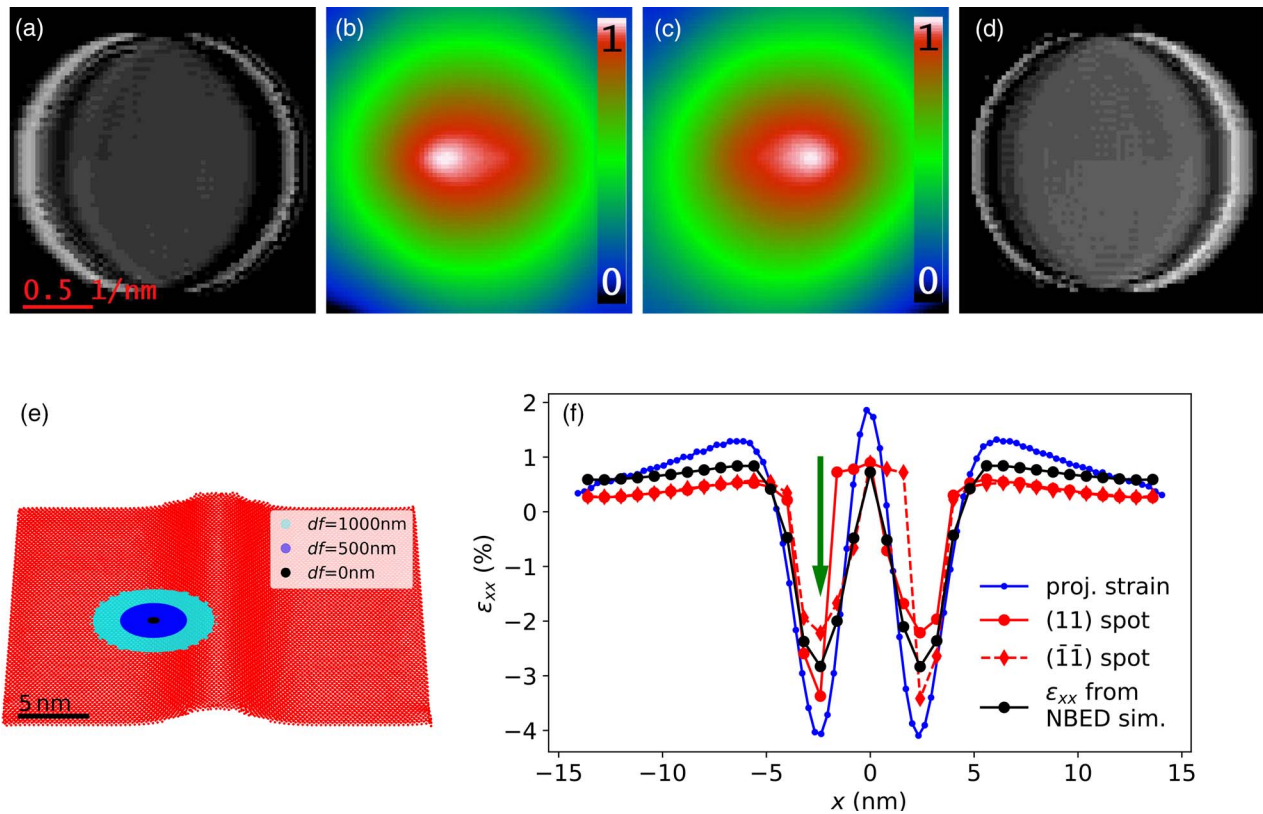 (a)
(b)
(c)
(d)
1
1
0.5 1/nm
0
0
(e)
df=1000nm
df=500nm
df=0nm
5 nm
(f)
2
1
0
−1
−2
−3
−4
ε_xx (%)
proj. strain
(11) spot
(1̄1̄) spot
ε_xx from
NBED sim.
−15
−10
−5
0
5
10
15
x (nm)